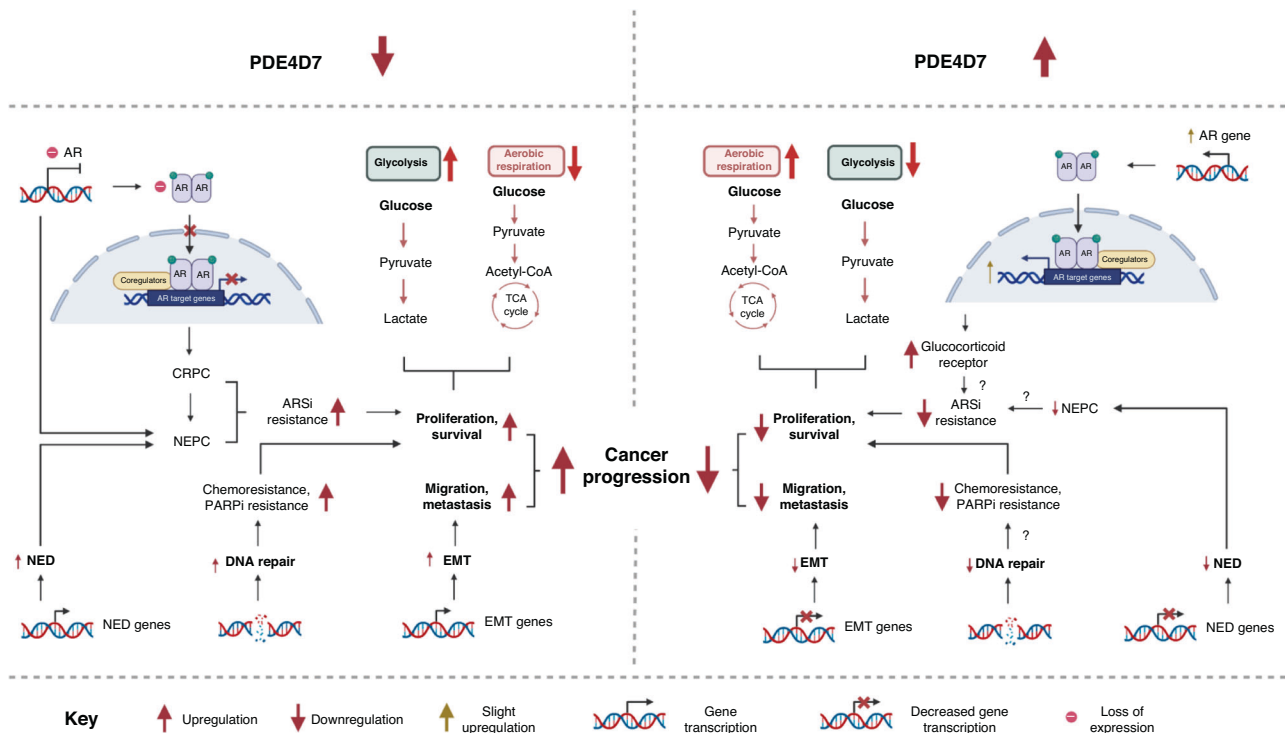 PDE4D7
PDE4D7
AR
AR AR
AR AR
Coregulators
AR target genes
CRPC
NEPC
ARSi
resistance
Glycolysis
Glucose
Pyruvate
Lactate
Aerobic
respiration
Glucose
Pyruvate
Acetyl-CoA
TCA
cycle
Proliferation,
survival
Migration,
metastasis
Chemoresistance,
PARPi resistance
NED
DNA repair
EMT
NED genes
EMT genes
Cancer
progression
Aerobic
respiration
Glucose
Pyruvate
Acetyl-CoA
TCA
cycle
Glycolysis
Glucose
Pyruvate
Lactate
AR gene
AR AR
AR AR
Coregulators
AR target genes
Glucocorticoid
receptor
?
ARSi
resistance
?
NEPC
Proliferation,
survival
Migration,
metastasis
Chemoresistance,
PARPi resistance
?
EMT
DNA repair
NED
EMT genes
NED genes
Key
Upregulation
Downregulation
Slight
upregulation
Gene
transcription
Decreased gene
transcription
Loss of
expression